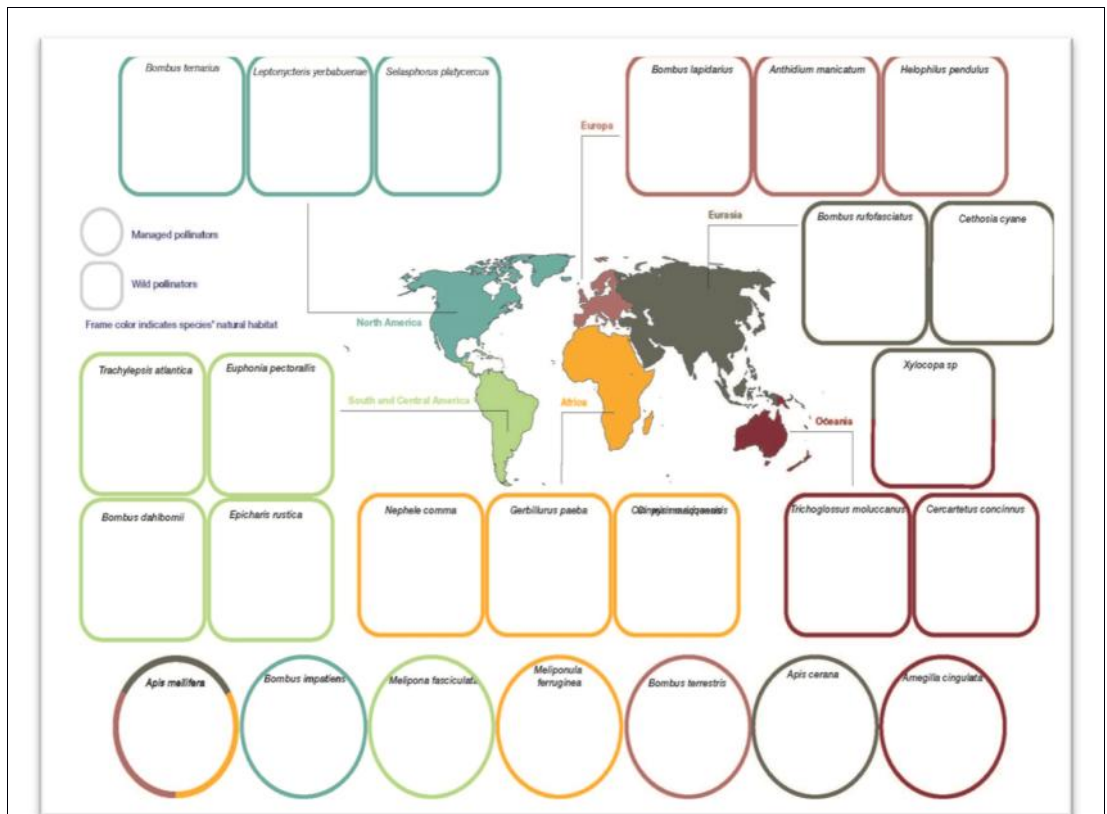 Bombus ternarius
Leptonycteris yerbabuenae
Selasphorus platycercus
Bombus lapidarius
Anthidium manicatum
Helophilus pendulus
Europa
Bombus rufofasciatus
Cethosia cyane
Eurasia
Managed pollinators
Wild pollinators
Frame color indicates species' natural habitat
North America
Xylocopa sp
Trachylepsis atlantica
Euphonia pectorallis
South and Central America
Africa
Oceania
Bombus dahlbomii
Epicharis rustica
Nephele comma
Gerbillurus paeba
Trichoglossus moluccanus
Cercartetus concinnus
Apis mellifera
Bombus impatiens
Melipona fasciculata
Meliponula
ferruginea
Bombus terrestris
Apis cerana
Amegilla cingulata